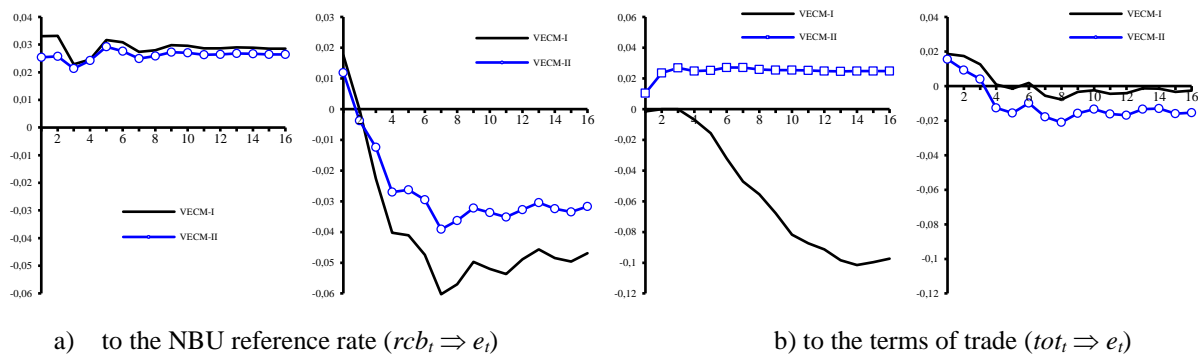 0,04
0,03
0,02
0,01
0
-0,01
-0,02
-0,03
-0,04
-0,05
-0,06
2 4 6 8 10 12 14 16
VECM-I
VECM-II
0,03
0,02
0,01
0
-0,01
-0,02
-0,03
-0,04
-0,05
-0,06
2 4 6 8 10 12 14 16
VECM-I
VECM-II
0,06
0,04
0,02
0
-0,02
-0,04
-0,06
-0,08
-0,1
-0,12
2 4 6 8 10 12 14 16
VECM-I
VECM-II
0,04
0,02
0
-0,02
-0,04
-0,06
-0,08
-0,1
-0,12
2 4 6 8 10 12 14 16
VECM-I
VECM-II
a) to the NBU reference rate (rcbₜ ⇒ eₜ)
b) to the terms of trade (totₜ ⇒ eₜ)